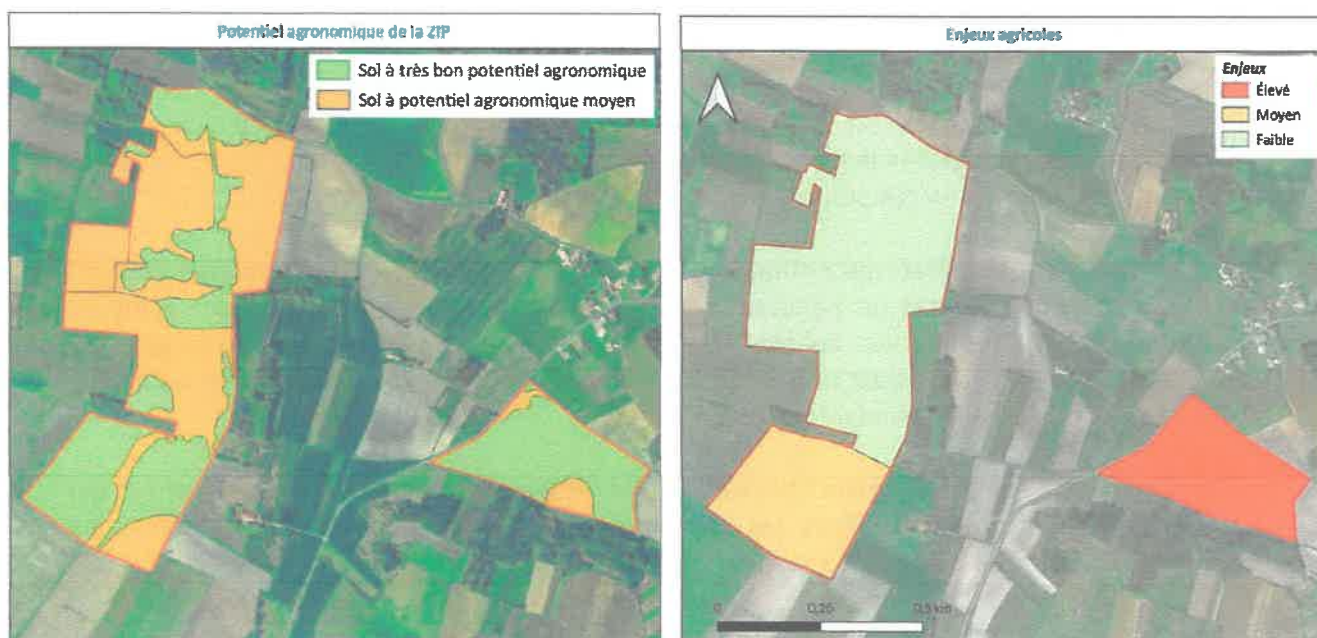 Potentiel agronomique de la ZIP
Sol à très bon potentiel agronomique
Sol à potentiel agronomique moyen
Enjeux agricoles
Enjeux
Élevé
Moyen
Faible
0 0,25 0,5 km